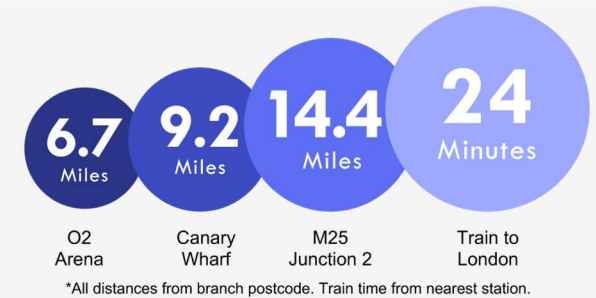 6.7
Miles
9.2
Miles
14.4
Miles
24
Minutes
O2
Arena
Canary
Wharf
M25
Junction 2
Train to
London
*All distances from branch postcode. Train time from nearest station.